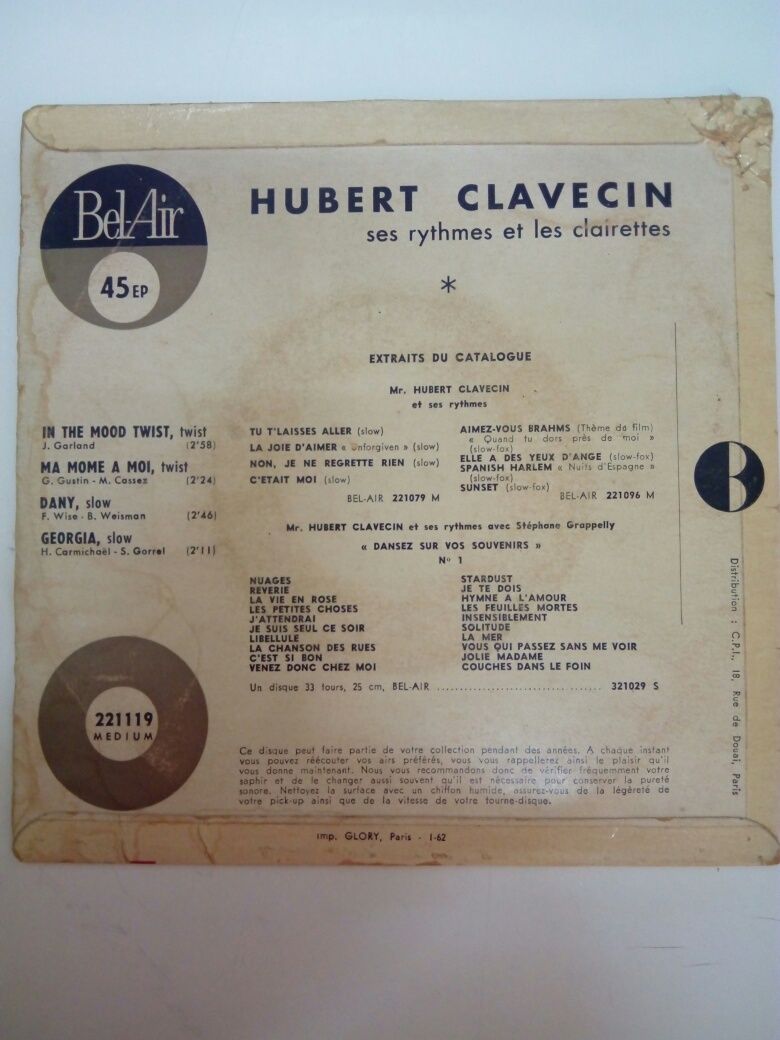 Bel-Air
45 EP
HUBERT CLAVECIN
ses rythmes et les clairettes
*
IN THE MOOD TWIST, twist
J. Garland (2'58)
MA MOME A MOI, twist
G. Gustin - M. Cassez (2'24)
DANY, slow
F. Wise - B. Weisman (2'46)
GEORGIA, slow
H. Carmichaël - S. Gorrel (2'11)
EXTRAITS DU CATALOGUE
Mr. HUBERT CLAVECIN
et ses rythmes
TU T'LAISSES ALLER (slow)
LA JOIE D'AIMER « Unforgiven » (slow)
NON, JE NE REGRETTE RIEN (slow)
C'ETAIT MOI (slow)
BEL-AIR 221079 M
AIMEZ-VOUS BRAHMS (Thème du film)
« Quand tu dors près de moi »
(slow-fox)
ELLE A DES YEUX D'ANGE (slow-fox)
SPANISH HARLEM « Nuits d'Espagne »
(slow-fox)
SUNSET (slow-fox)
BEL-AIR 221096 M
Mr. HUBERT CLAVECIN et ses rythmes avec Stéphane Grappelly
« DANSEZ SUR VOS SOUVENIRS »
N° 1
NUAGES
REVERIE
LA VIE EN ROSE
LES PETITES CHOSES
J'ATTENDRAI
JE SUIS SEUL CE SOIR
LIBELLULE
LA CHANSON DES RUES
C'EST SI BON
VENEZ DONC CHEZ MOI
STARDUST
JE TE DOIS
HYMNE A L'AMOUR
LES FEUILLES MORTES
INSENSIBLEMENT
SOLITUDE
LA MER
VOUS QUI PASSEZ SANS ME VOIR
JOLIE MADAME
COUCHES DANS LE FOIN
Un disque 33 tours, 25 cm, BEL-AIR .................................. 321029 S
221119
MEDIUM
Ce disque peut faire partie de votre collection pendant des années. A chaque instant
vous pouvez réécouter vos airs préférés, vous vous rappellerez ainsi le plaisir qu'il
vous donne maintenant. Nous vous recommandons donc de vérifier fréquemment votre
saphir et de le changer aussi souvent qu'il est nécessaire pour conserver la pureté
sonore. Nettoyez la surface avec un chiffon humide, assurez-vous de la légèreté de
votre pick-up ainsi que de la vitesse de votre tourne-disque.
imp. GLORY, Paris - 1-62
B
Distribution : C.P.I., 18, Rue de Douai, Paris